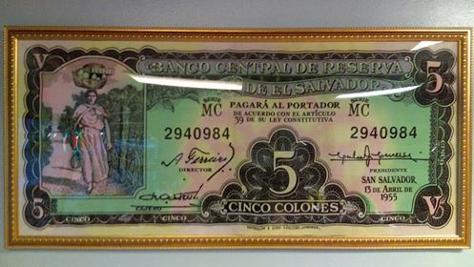 V
BANCO CENTRAL DE RESERVA
DE EL SALVADOR
5
SERIE
MC
PAGARÁ AL PORTADOR
DE ACUERDO CON EL ARTÍCULO
DE SU LEY CONSTITUTIVA
SERIE
MC
2940984
2940984
5
DIRECTOR
PRESIDENTE
SAN SALVADOR,
13 DE ABRIL DE
1955
CINCO COLONES
5
CINCO
CINCO
CINCO
V